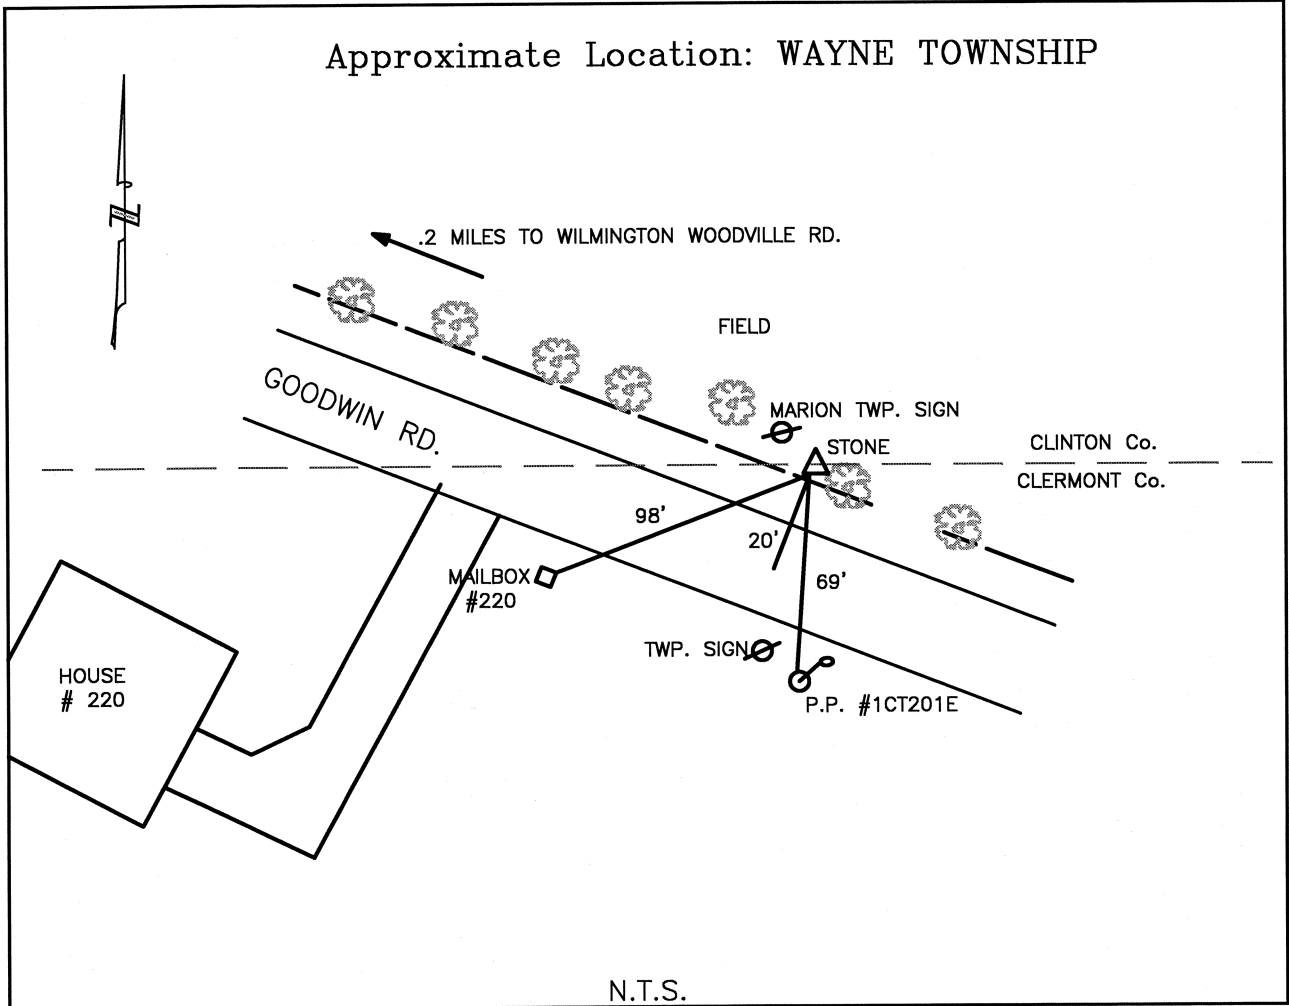 Approximate Location: WAYNE TOWNSHIP
N
.2 MILES TO WILMINGTON WOODVILLE RD.
FIELD
GOODWIN RD.
MARION TWP. SIGN
STONE
CLINTON Co.
CLERMONT Co.
98'
20'
69'
MAILBOX
#220
TWP. SIGN
P.P. #1CT201E
HOUSE
# 220
N.T.S.